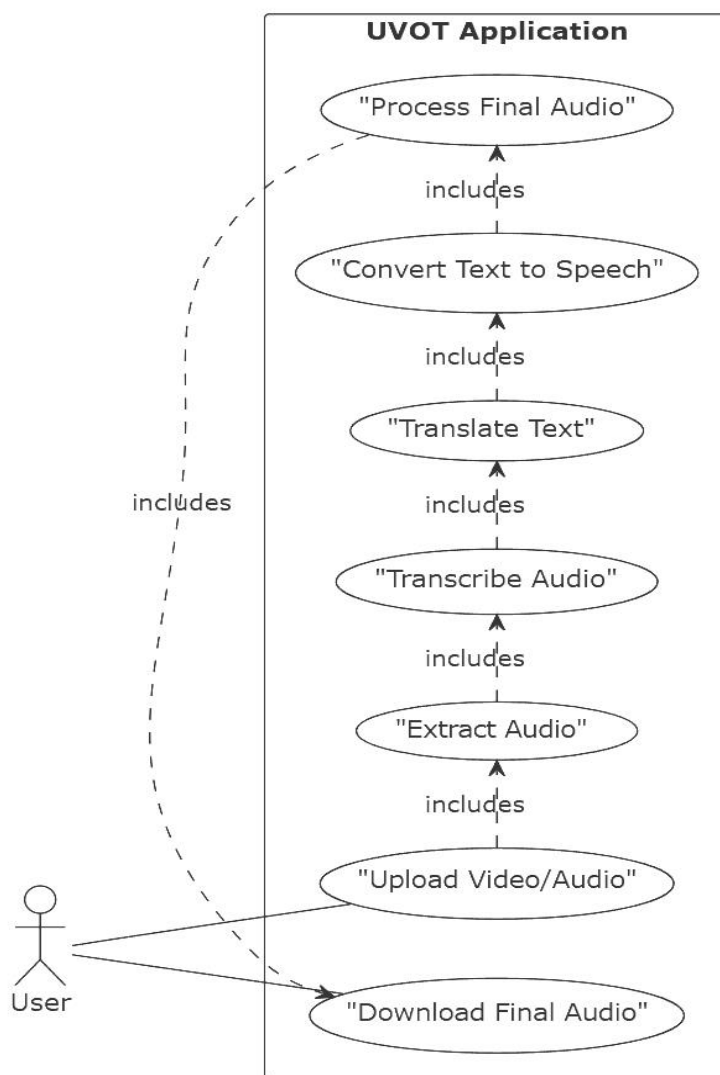 UVOT Application
"Process Final Audio"
includes
"Convert Text to Speech"
includes
"Translate Text"
includes
includes
"Transcribe Audio"
includes
"Extract Audio"
includes
"Upload Video/Audio"
User
"Download Final Audio"